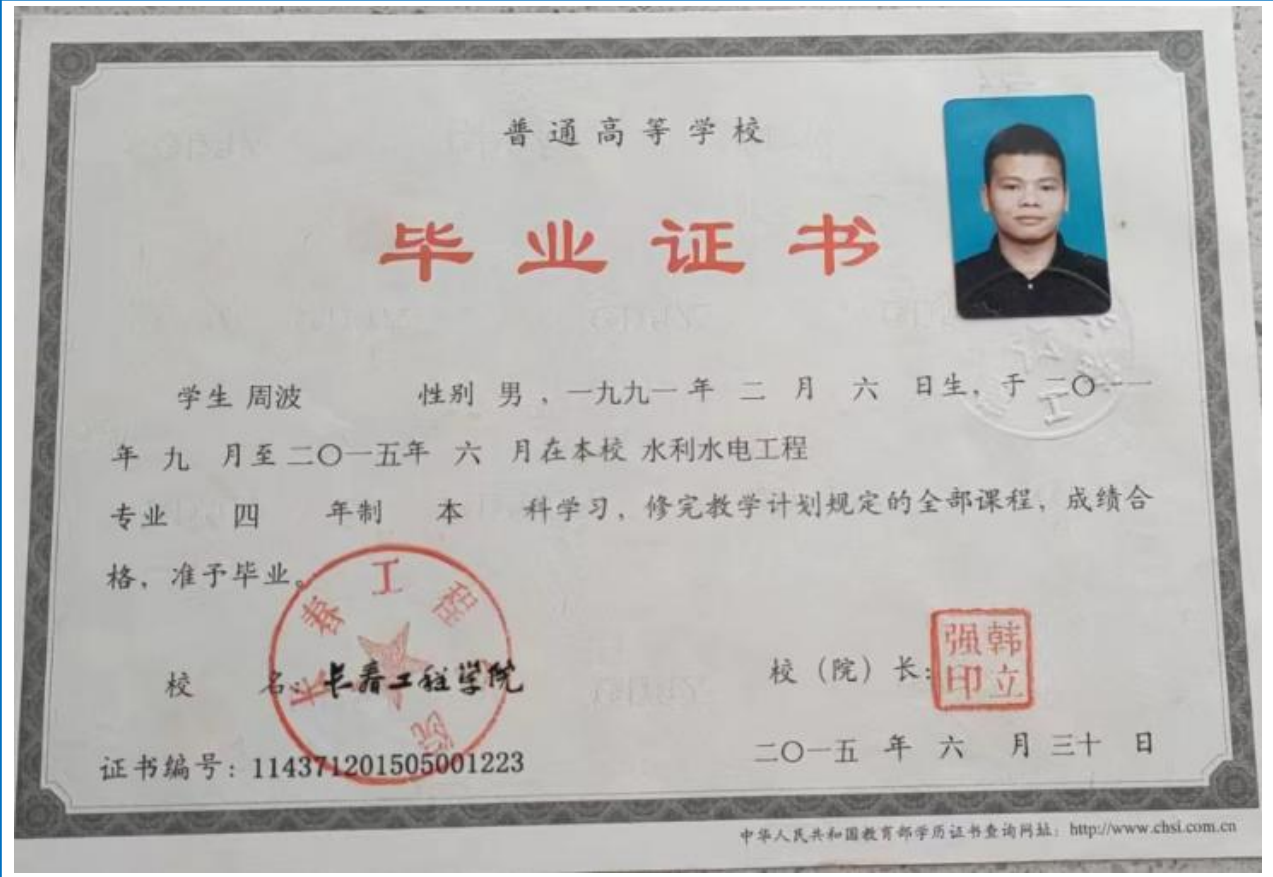 普通高等学校
毕业证书
学生 周波 性别 男，一九九一年 二 月 六 日生，于 二〇一一
年 九 月至 二〇一五年 六 月在本校 水利水电工程
专业 四 年制 本 科学习，修完教学计划规定的全部课程，成绩合
格，准予毕业。
长春工程学院
校 名：长春工程学院
校（院）长：
韩立强印
证书编号：114371201505001223
二〇一五 年 六 月 三十 日
中华人民共和国教育部学历证书查询网址：http://www.chsi.com.cn